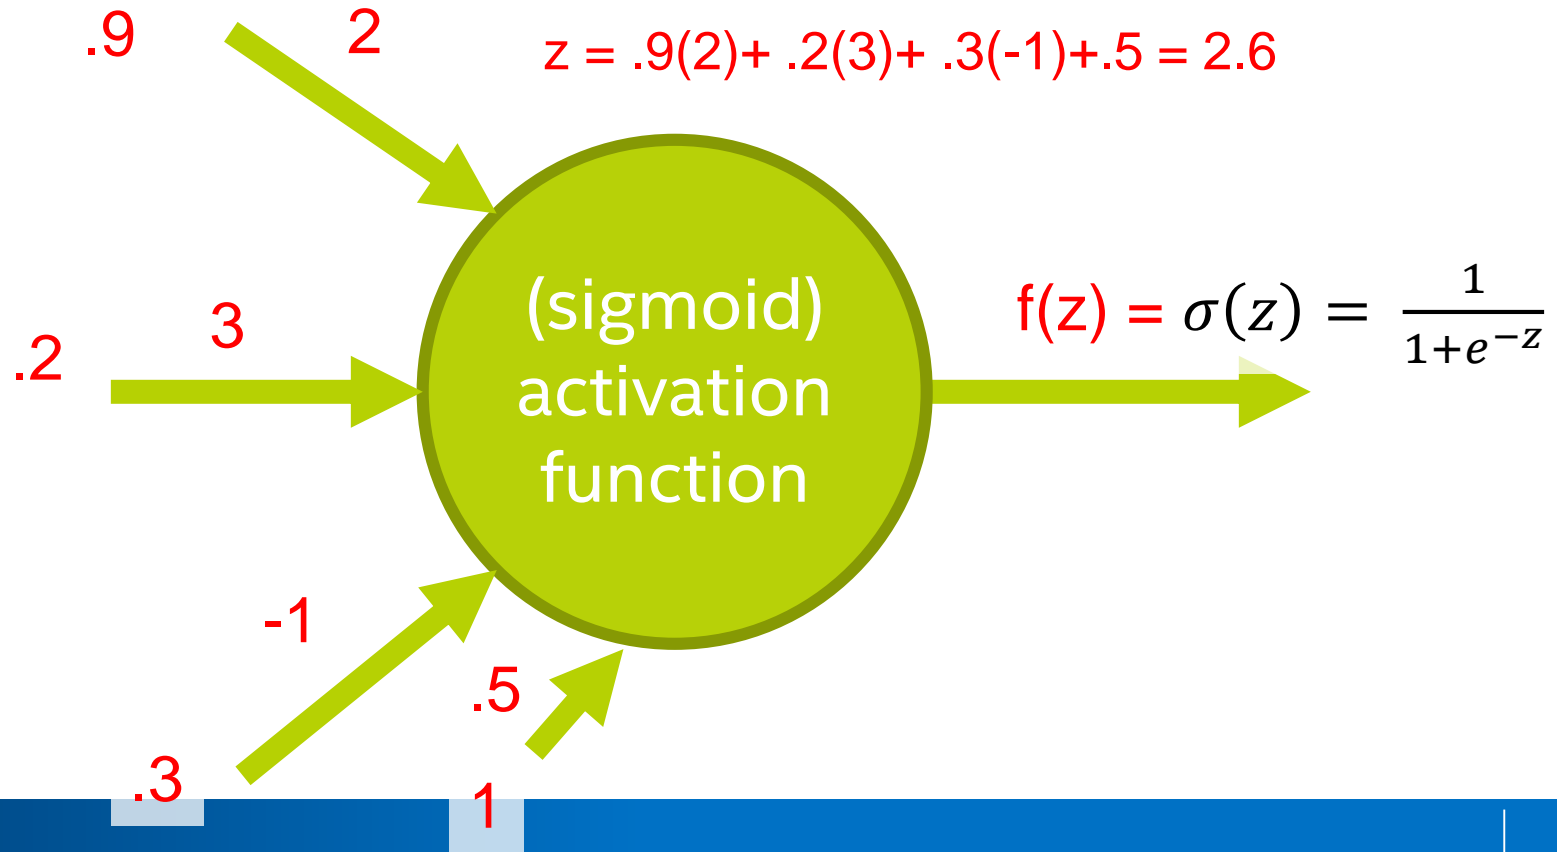 .9
2
z = .9(2)+ .2(3)+ .3(-1)+.5 = 2.6
.2
3
(sigmoid)
activation
function
f(z) = σ(z) = 1/1+e^−z
-1
.5
.3
1